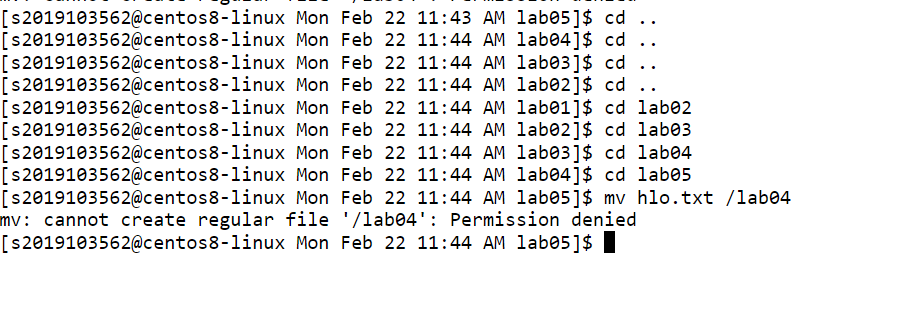 [s2019103562@centos8-linux Mon Feb 22 11:43 AM lab05]$ cd ..
[s2019103562@centos8-linux Mon Feb 22 11:44 AM lab04]$ cd ..
[s2019103562@centos8-linux Mon Feb 22 11:44 AM lab03]$ cd ..
[s2019103562@centos8-linux Mon Feb 22 11:44 AM lab02]$ cd ..
[s2019103562@centos8-linux Mon Feb 22 11:44 AM lab01]$ cd lab02
[s2019103562@centos8-linux Mon Feb 22 11:44 AM lab02]$ cd lab03
[s2019103562@centos8-linux Mon Feb 22 11:44 AM lab03]$ cd lab04
[s2019103562@centos8-linux Mon Feb 22 11:44 AM lab04]$ cd lab05
[s2019103562@centos8-linux Mon Feb 22 11:44 AM lab05]$ mv hlo.txt /lab04
mv: cannot create regular file '/lab04': Permission denied
[s2019103562@centos8-linux Mon Feb 22 11:44 AM lab05]$